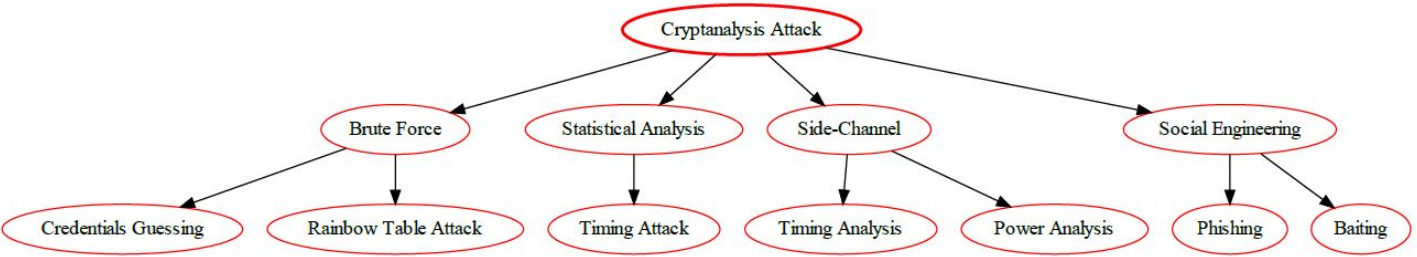 Cryptanalysis Attack
Brute Force
Statistical Analysis
Side-Channel
Social Engineering
Credentials Guessing
Rainbow Table Attack
Timing Attack
Timing Analysis
Power Analysis
Phishing
Baiting